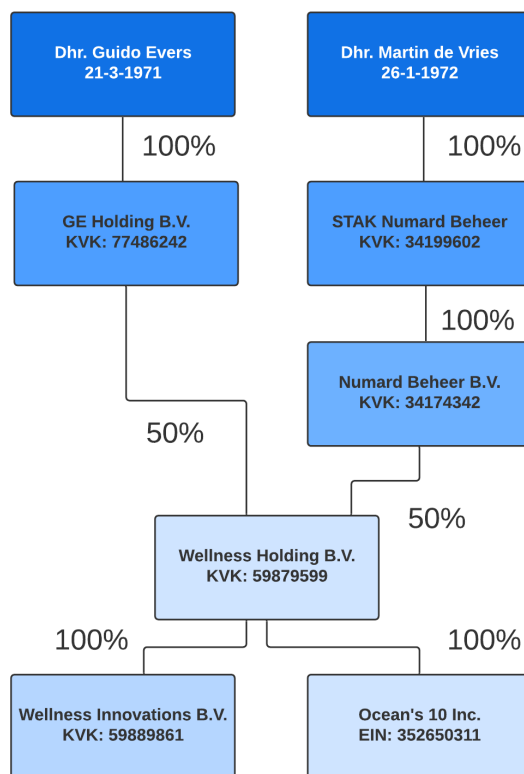 Dhr. Guido Evers
21-3-1971
Dhr. Martin de Vries
26-1-1972
100%
100%
GE Holding B.V.
KVK: 77486242
STAK Numard Beheer
KVK: 34199602
100%
Numard Beheer B.V.
KVK: 34174342
50%
50%
Wellness Holding B.V.
KVK: 59879599
100%
100%
Wellness Innovations B.V.
KVK: 59889861
Ocean's 10 Inc.
EIN: 352650311